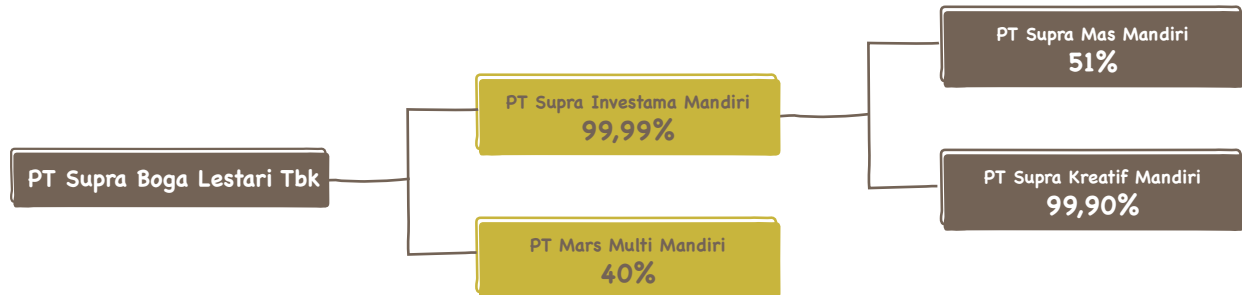 PT Supra Boga Lestari Tbk
PT Supra Investama Mandiri
99,99%
PT Mars Multi Mandiri
40%
PT Supra Mas Mandiri
51%
PT Supra Kreatif Mandiri
99,90%